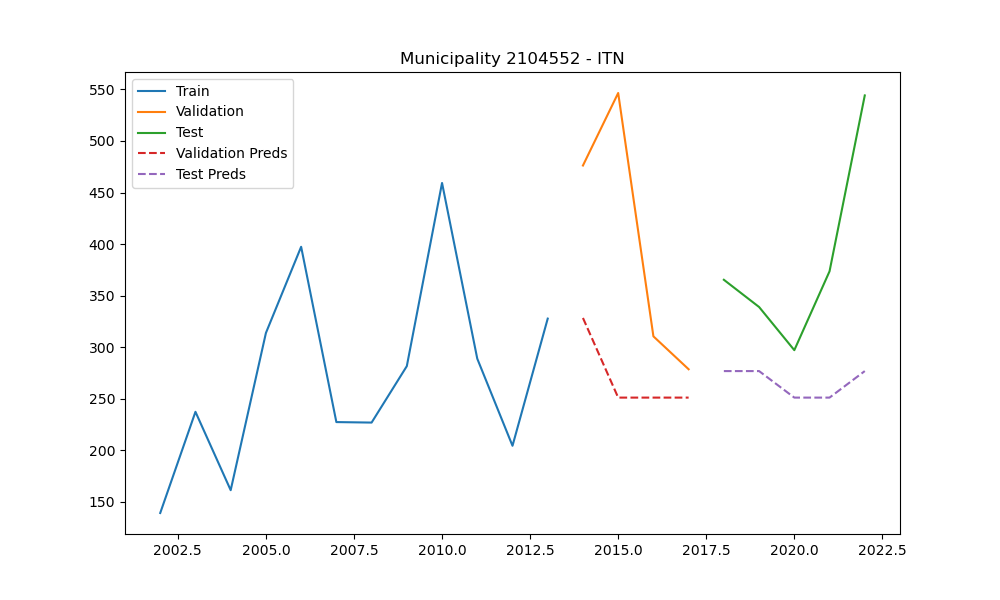 Municipality 2104552 - ITN
Train
Validation
Test
Validation Preds
Test Preds
550
500
450
400
350
300
250
200
150
2002.5 2005.0 2007.5 2010.0 2012.5 2015.0 2017.5 2020.0 2022.5